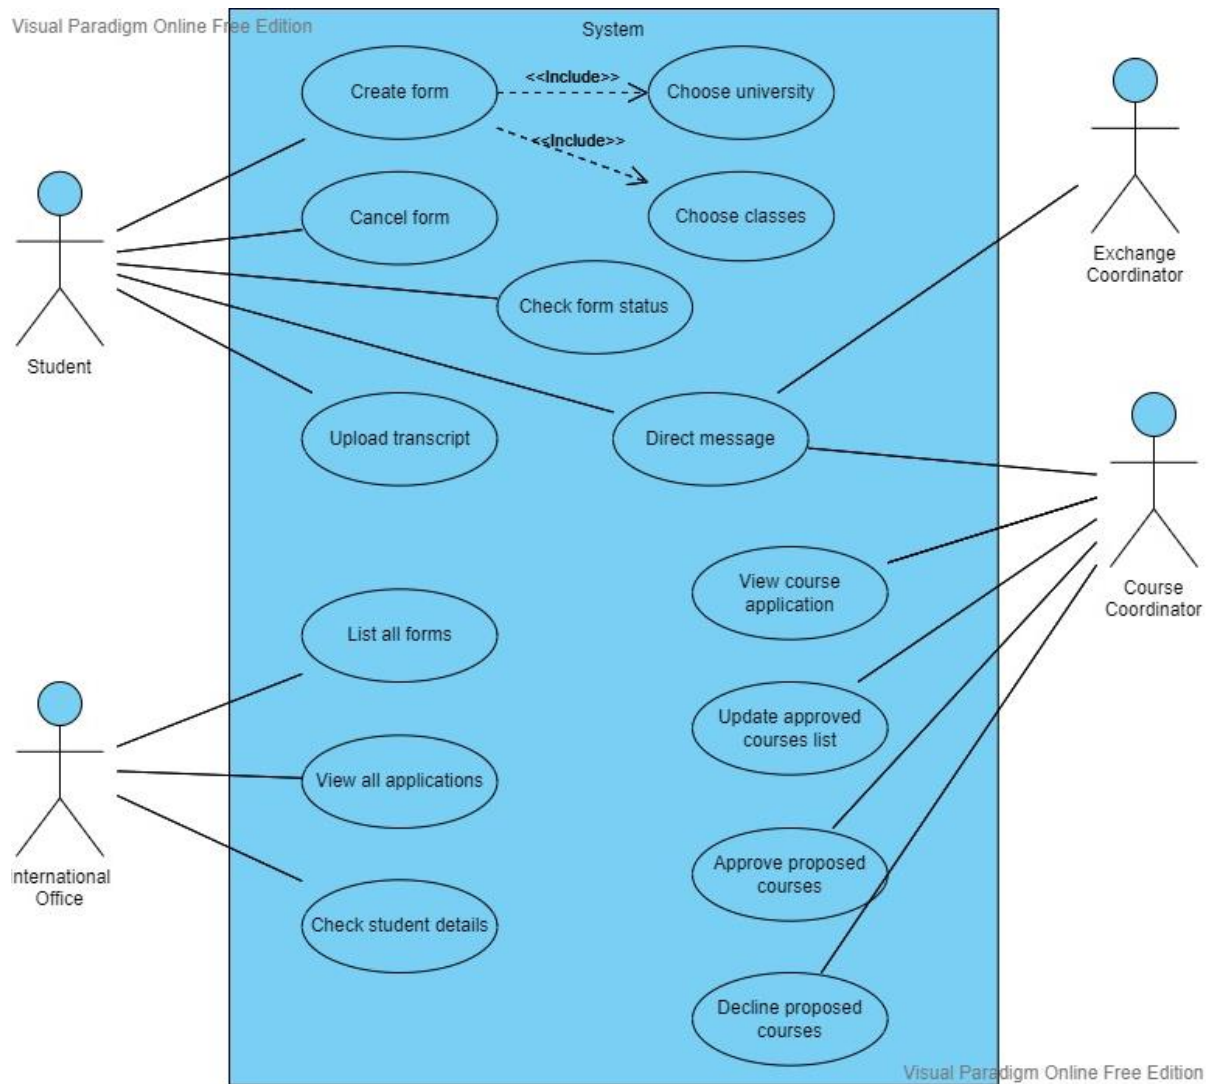 Visual Paradigm Online Free Edition
System
Create form
<<Include>>
Choose university
<<Include>>
Cancel form
Choose classes
Exchange
Coordinator
Check form status
Student
Upload transcript
Direct message
View course
application
Course
Coordinator
List all forms
Update approved
courses list
View all applications
nternational
Office
Approve proposed
courses
Check student details
Decline proposed
courses
Visual Paradigm Online Free Edition